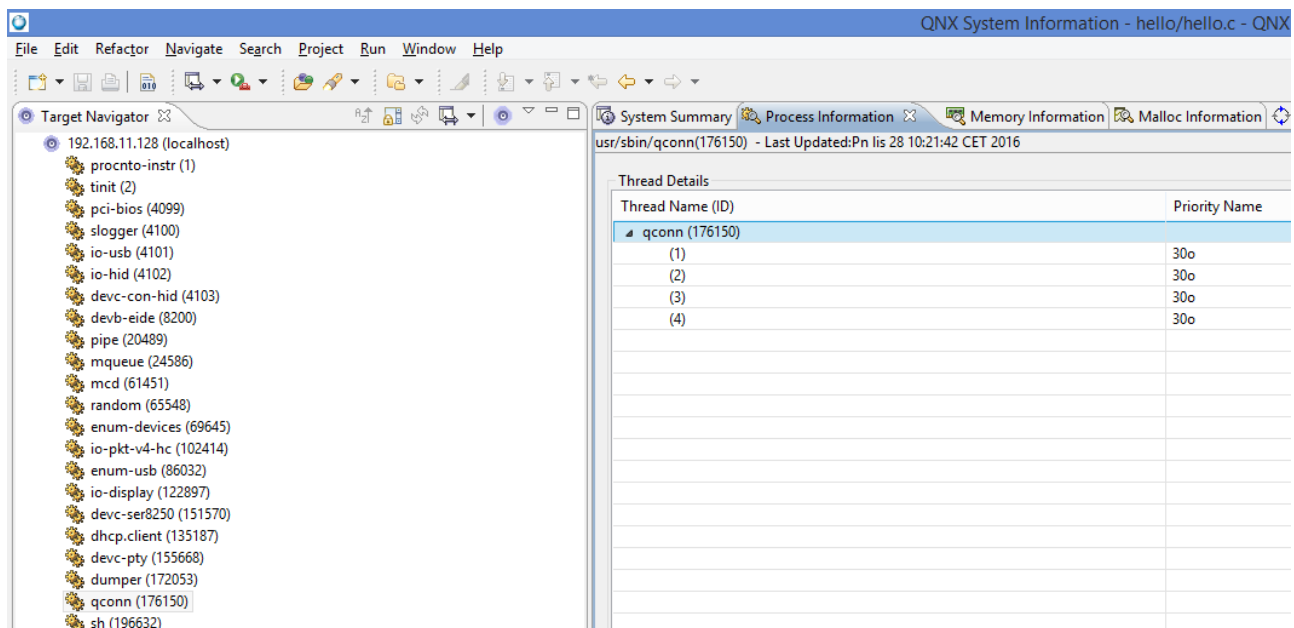 QNX System Information - hello/hello.c - QNX
File Edit Refactor Navigate Search Project Run Window Help
Target Navigator
192.168.11.128 (localhost)
procnto-instr (1)
tinit (2)
pci-bios (4099)
slogger (4100)
io-usb (4101)
io-hid (4102)
devc-con-hid (4103)
devb-eide (8200)
pipe (20489)
mqueue (24586)
mcd (61451)
random (65548)
enum-devices (69645)
io-pkt-v4-hc (102414)
enum-usb (86032)
io-display (122897)
devc-ser8250 (151570)
dhcp.client (135187)
devc-pty (155668)
dumper (172053)
qconn (176150)
sh (196632)
System Summary Process Information Memory Information Malloc Information
usr/sbin/qconn(176150) - Last Updated:Pn lis 28 10:21:42 CET 2016
Thread Details
Thread Name (ID) Priority Name
qconn (176150)
(1) 30o
(2) 30o
(3) 30o
(4) 30o